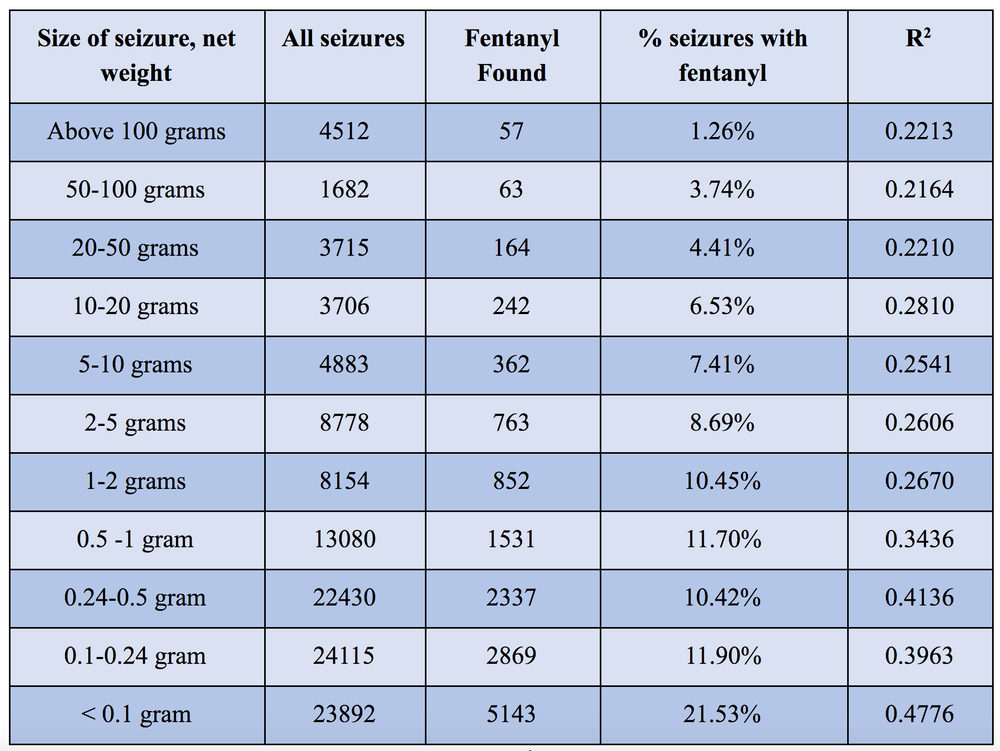 Size of seizure, net weight | All seizures | Fentanyl Found | % seizures with fentanyl | R²
Above 100 grams | 4512 | 57 | 1.26% | 0.2213
50-100 grams | 1682 | 63 | 3.74% | 0.2164
20-50 grams | 3715 | 164 | 4.41% | 0.2210
10-20 grams | 3706 | 242 | 6.53% | 0.2810
5-10 grams | 4883 | 362 | 7.41% | 0.2541
2-5 grams | 8778 | 763 | 8.69% | 0.2606
1-2 grams | 8154 | 852 | 10.45% | 0.2670
0.5 -1 gram | 13080 | 1531 | 11.70% | 0.3436
0.24-0.5 gram | 22430 | 2337 | 10.42% | 0.4136
0.1-0.24 gram | 24115 | 2869 | 11.90% | 0.3963
< 0.1 gram | 23892 | 5143 | 21.53% | 0.4776